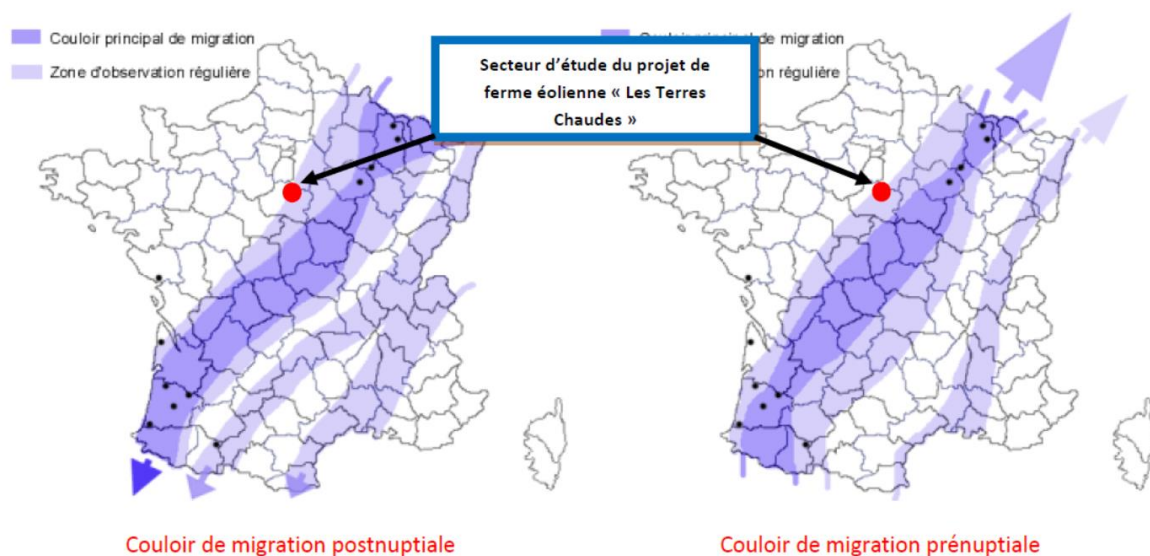 Couloir principal de migration
Zone d'observation régulière
Secteur d'étude du projet de
ferme éolienne « Les Terres
Chaudes »
principal de migration
régulière
Couloir de migration postnuptiale
Couloir de migration prénuptiale